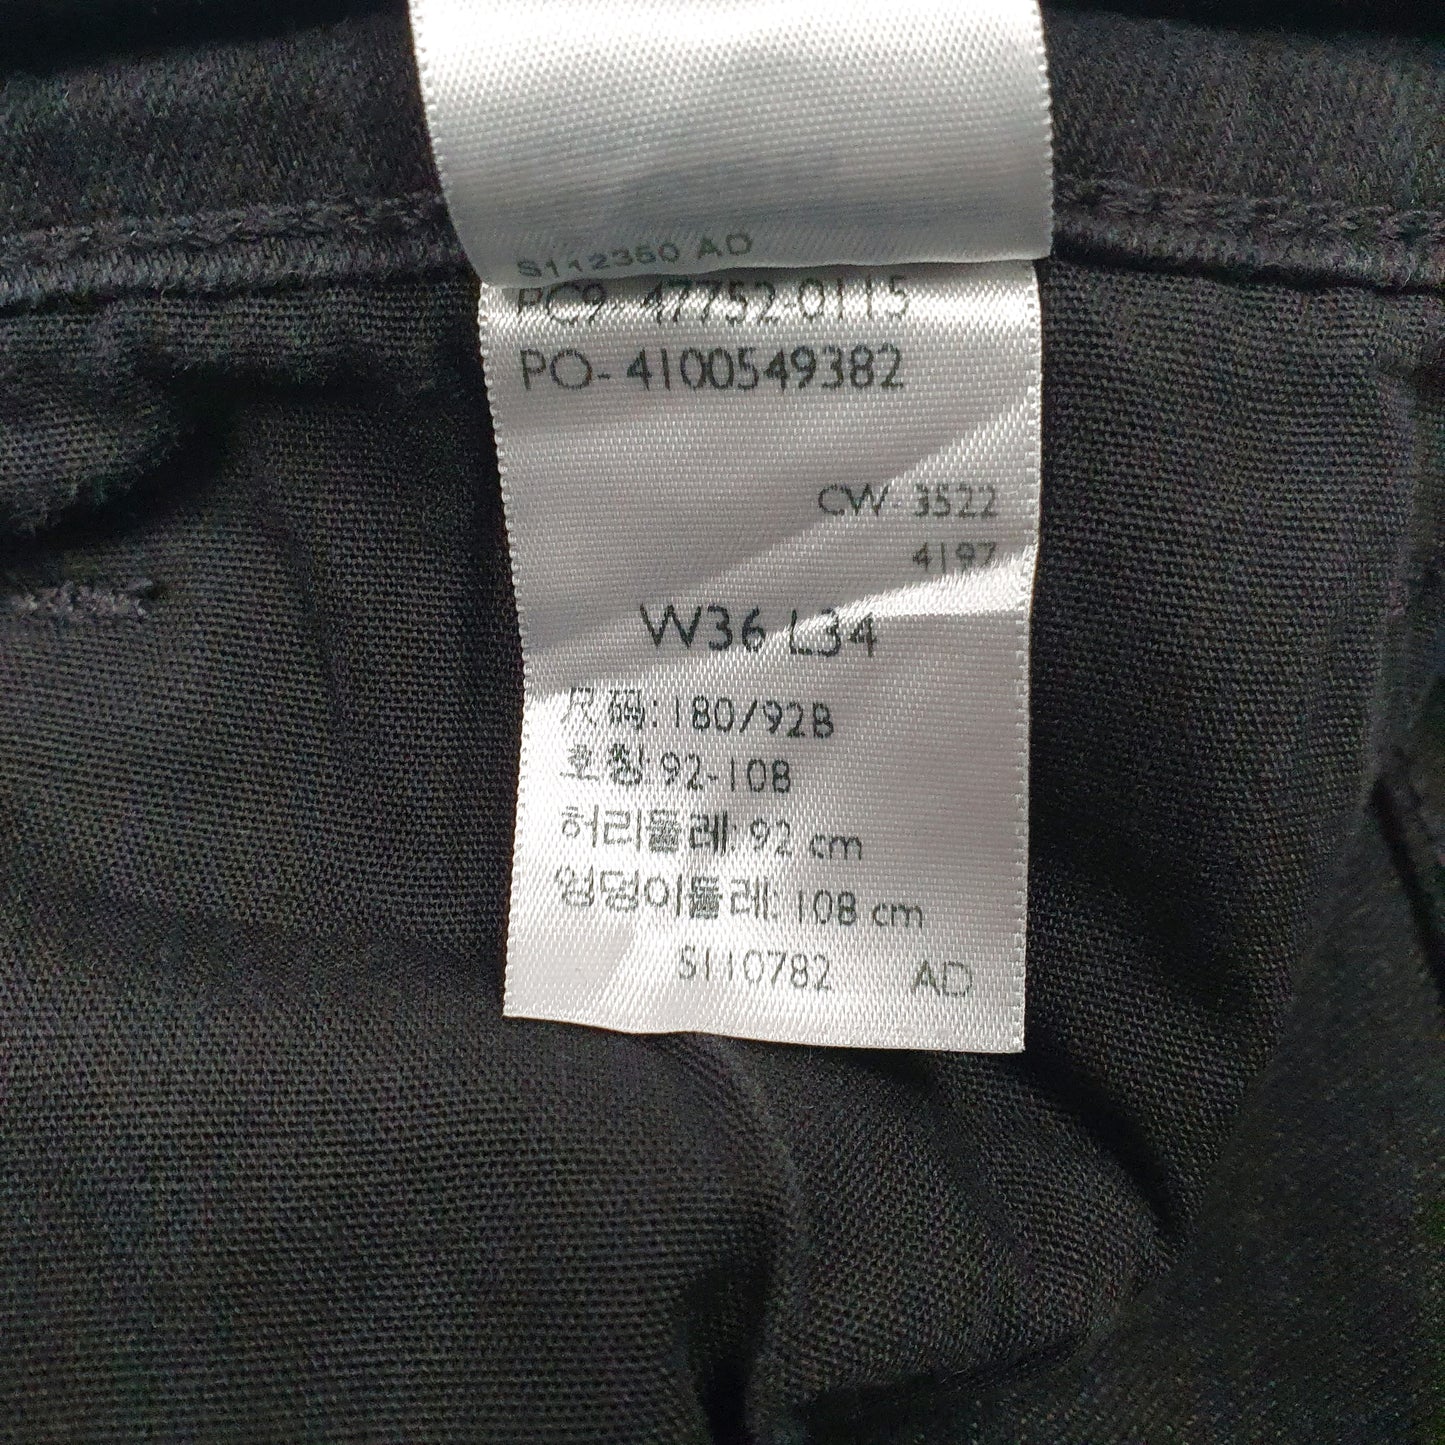 S112360 AD
PC9- 47752-0115
PO- 4100549382
CW- 3522
4197
W36 L34
尺码: 180/92B
호칭: 92-108
허리둘레: 92 cm
엉덩이둘레: 108 cm
S110782 AD